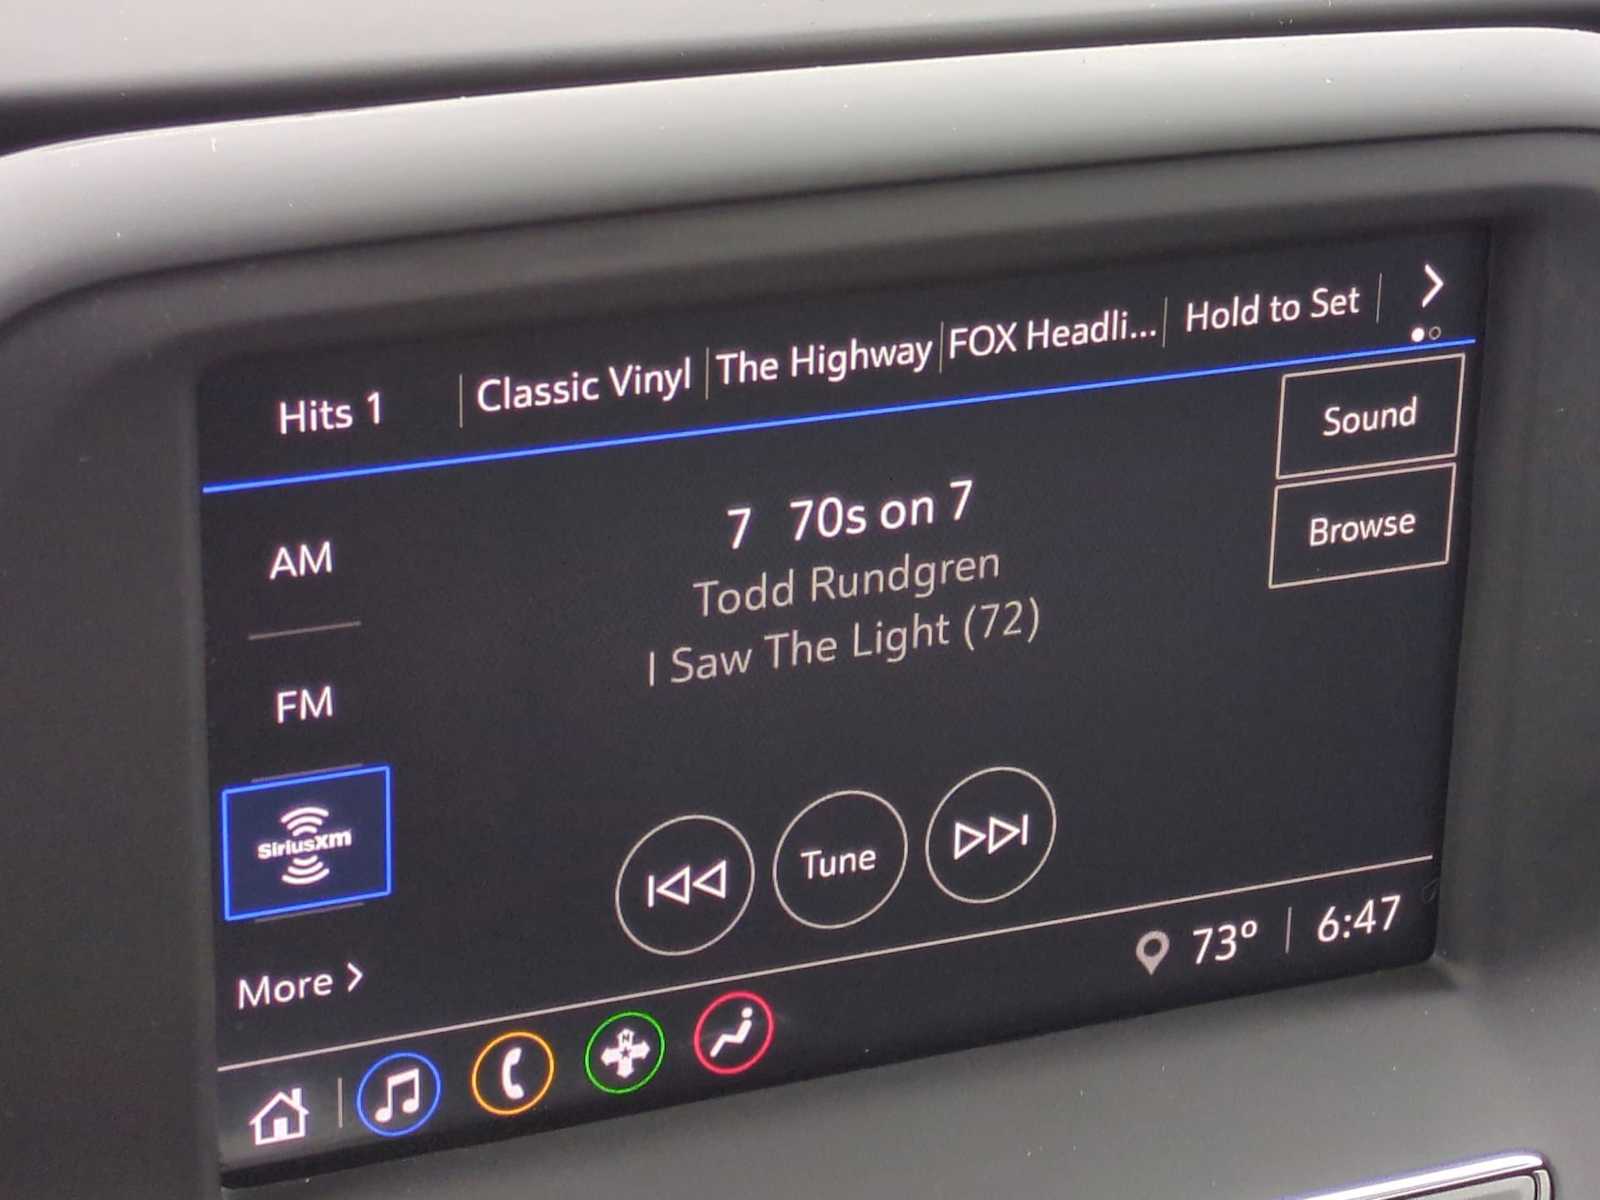 Hits 1
Classic Vinyl
The Highway
FOX Headli...
Hold to Set
Sound
Browse
AM
FM
SiriusXm
More
7 70s on 7
Todd Rundgren
I Saw The Light (72)
Tune
73° 6:47
N